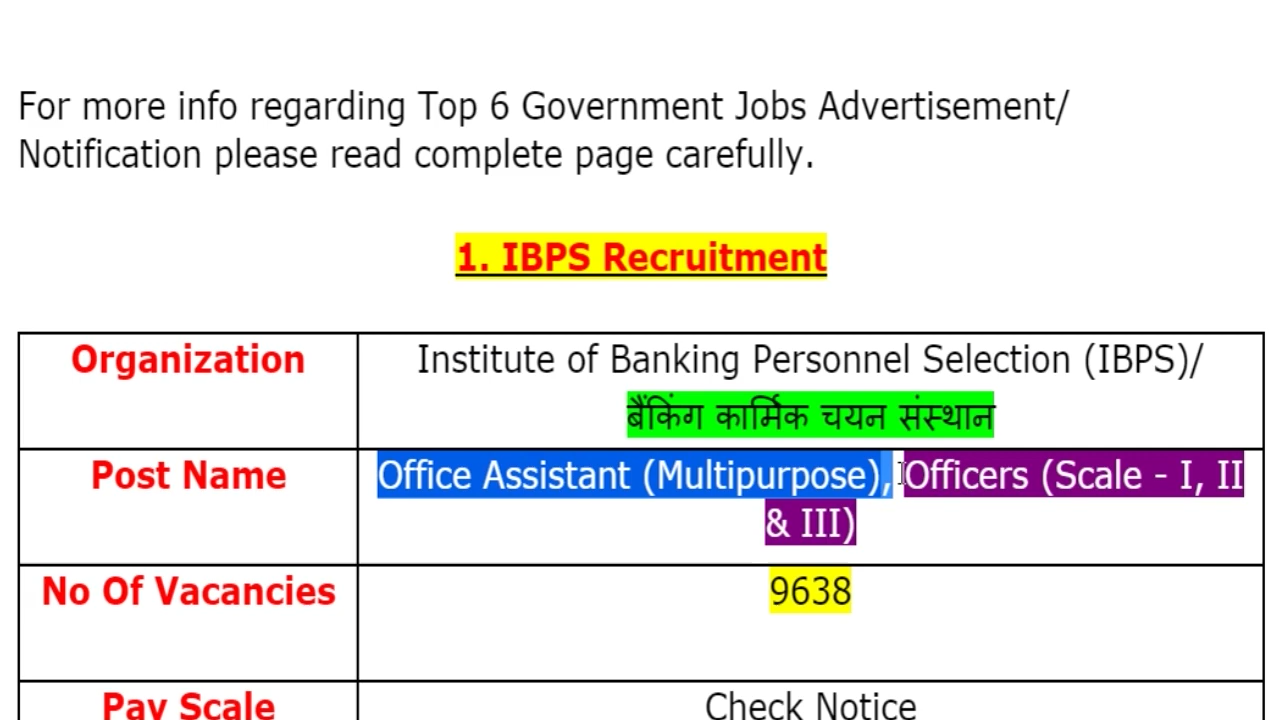 For more info regarding Top 6 Government Jobs Advertisement/
Notification please read complete page carefully.
1. IBPS Recruitment
Organization
Institute of Banking Personnel Selection (IBPS)/
बैंकिंग कार्मिक चयन संस्थान
Post Name
Office Assistant (Multipurpose), Officers (Scale - I, II
& III)
No Of Vacancies
9638
Pay Scale
Check Notice